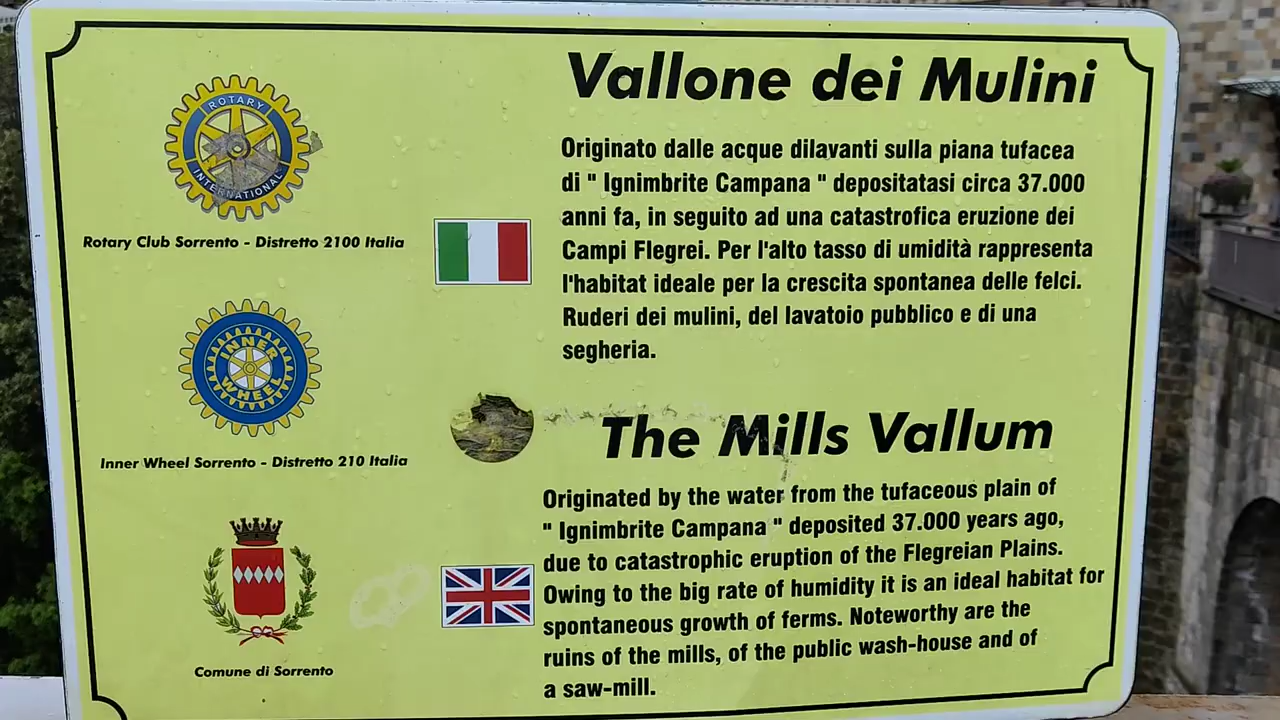 ROTARY
INTERNATIONAL
Rotary Club Sorrento - Distretto 2100 Italia
INNER
WHEEL
Inner Wheel Sorrento - Distretto 210 Italia
Comune di Sorrento
Vallone dei Mulini
Originato dalle acque dilavanti sulla piana tufacea
di " Ignimbrite Campana " depositatasi circa 37.000
anni fa, in seguito ad una catastrofica eruzione dei
Campi Flegrei. Per l'alto tasso di umidità rappresenta
l'habitat ideale per la crescita spontanea delle felci.
Ruderi dei mulini, del lavatoio pubblico e di una
segheria.
The Mills Vallum
Originated by the water from the tufaceous plain of
" Ignimbrite Campana " deposited 37.000 years ago,
due to catastrophic eruption of the Flegreian Plains.
Owing to the big rate of humidity it is an ideal habitat for
spontaneous growth of ferms. Noteworthy are the
ruins of the mills, of the public wash-house and of
a saw-mill.